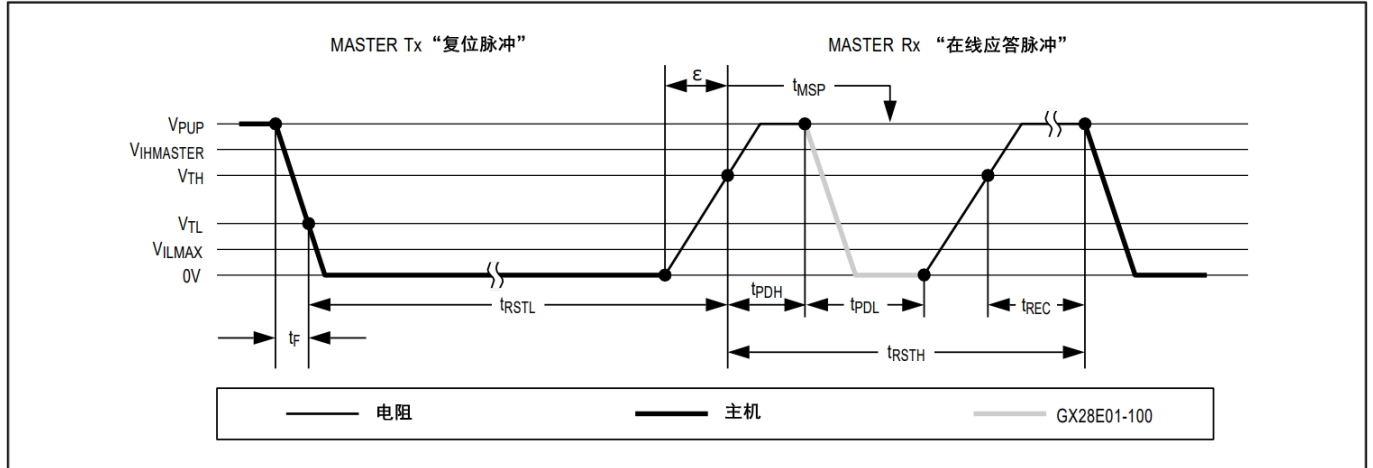 MASTER Tx “复位脉冲”
MASTER Rx “在线应答脉冲”
ε
tMSP
VPUP
VIHMASTER
VTH
VTL
VILMAX
0V
tRSTL
tPDH
tPDL
tREC
tF
tRSTH
电阻
主机
GX28E01-100